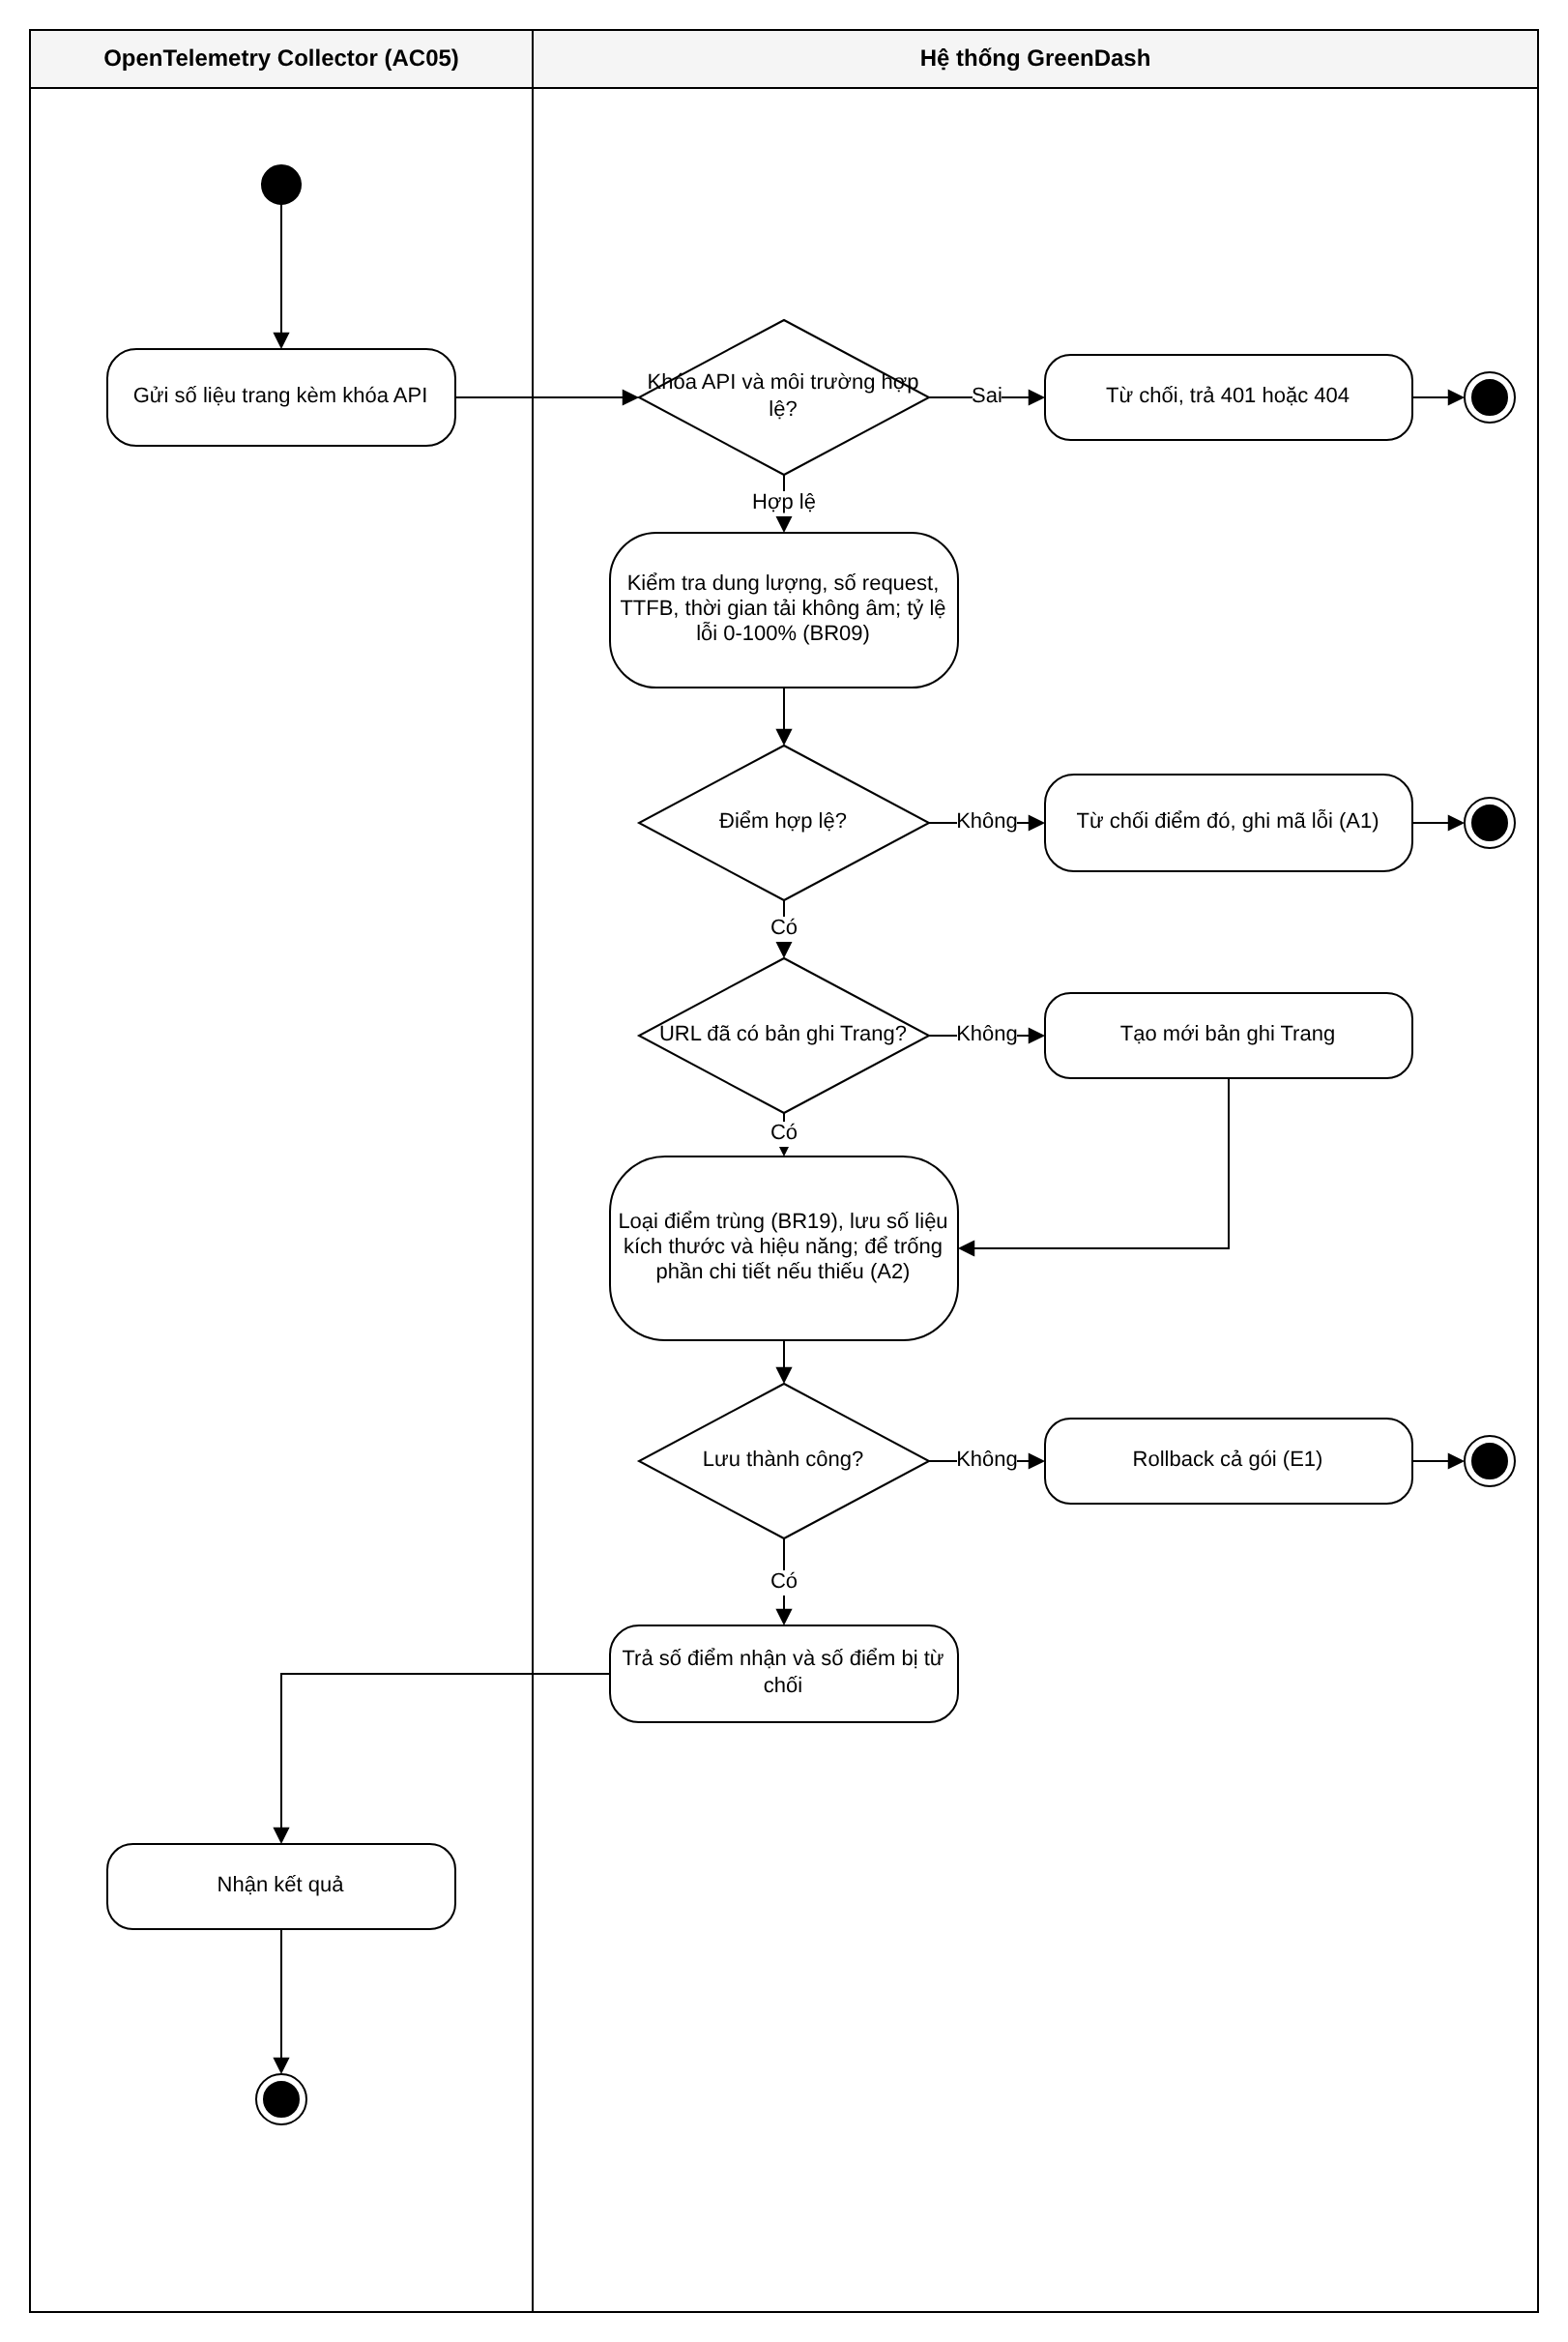 OpenTelemetry Collector (AC05)
Hệ thống GreenDash
Gửi số liệu trang kèm khóa API
Khóa API và môi trường hợp
lệ?
Sai
Từ chối, trả 401 hoặc 404
Hợp lệ
Kiểm tra dung lượng, số request,
TTFB, thời gian tải không âm; tỷ lệ
lỗi 0-100% (BR09)
Điểm hợp lệ?
Không
Từ chối điểm đó, ghi mã lỗi (A1)
Có
URL đã có bản ghi Trang?
Không
Tạo mới bản ghi Trang
Có
Loại điểm trùng (BR19), lưu số liệu
kích thước và hiệu năng; để trống
phần chi tiết nếu thiếu (A2)
Lưu thành công?
Không
Rollback cả gói (E1)
Có
Trả số điểm nhận và số điểm bị từ
chối
Nhận kết quả